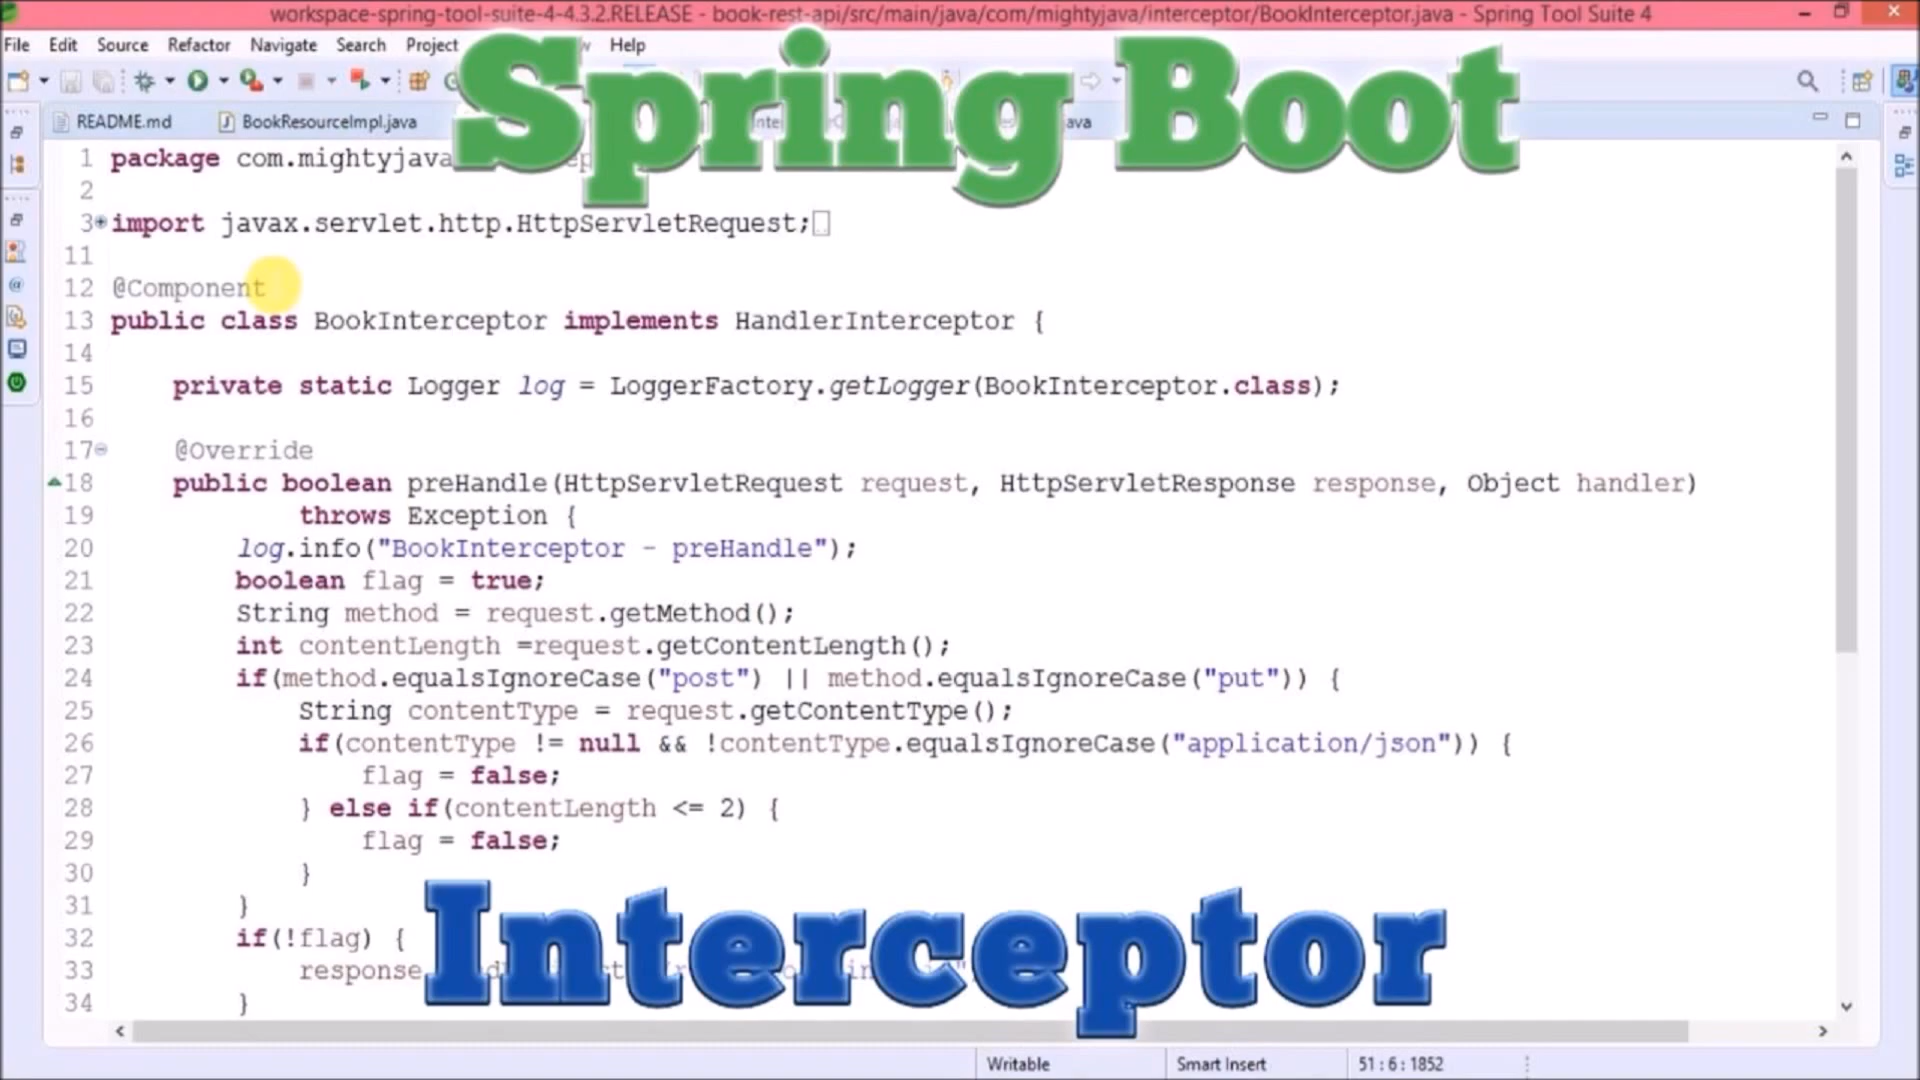 workspace-spring-tool-suite-4-4.3.2.RELEASE - book-rest-api/src/main/java/com/mightyjava/interceptor/BookInterceptor.java - Spring Tool Suite 4
File Edit Source Refactor Navigate Search Project Help
Spring Boot
README.md BookResourceImpl.java
1 package com.mightyjava
2
3 import javax.servlet.http.HttpServletRequest;
11
12 @Component
13 public class BookInterceptor implements HandlerInterceptor {
14
15 private static Logger log = LoggerFactory.getLogger(BookInterceptor.class);
16
17 @Override
18 public boolean preHandle(HttpServletRequest request, HttpServletResponse response, Object handler)
19 throws Exception {
20 log.info("BookInterceptor - preHandle");
21 boolean flag = true;
22 String method = request.getMethod();
23 int contentLength =request.getContentLength();
24 if(method.equalsIgnoreCase("post") || method.equalsIgnoreCase("put")) {
25 String contentType = request.getContentType();
26 if(contentType != null && !contentType.equalsIgnoreCase("application/json")) {
27 flag = false;
28 } else if(contentLength <= 2) {
29 flag = false;
30 }
31 }
32 if(!flag) {
33 response
34 }
Interceptor
Writable Smart Insert 51 : 6 : 1852